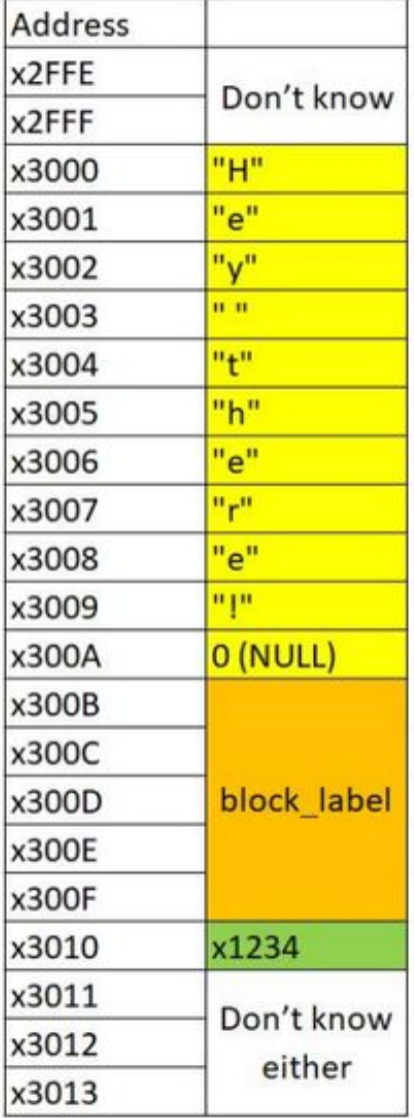 Address
x2FFE
x2FFF
Don't know
x3000 "H"
x3001 "e"
x3002 "y"
x3003 " "
x3004 "t"
x3005 "h"
x3006 "e"
x3007 "r"
x3008 "e"
x3009 "!"
x300A 0 (NULL)
x300B
x300C
x300D block_label
x300E
x300F
x3010 x1234
x3011
x3012
x3013
Don't know
either